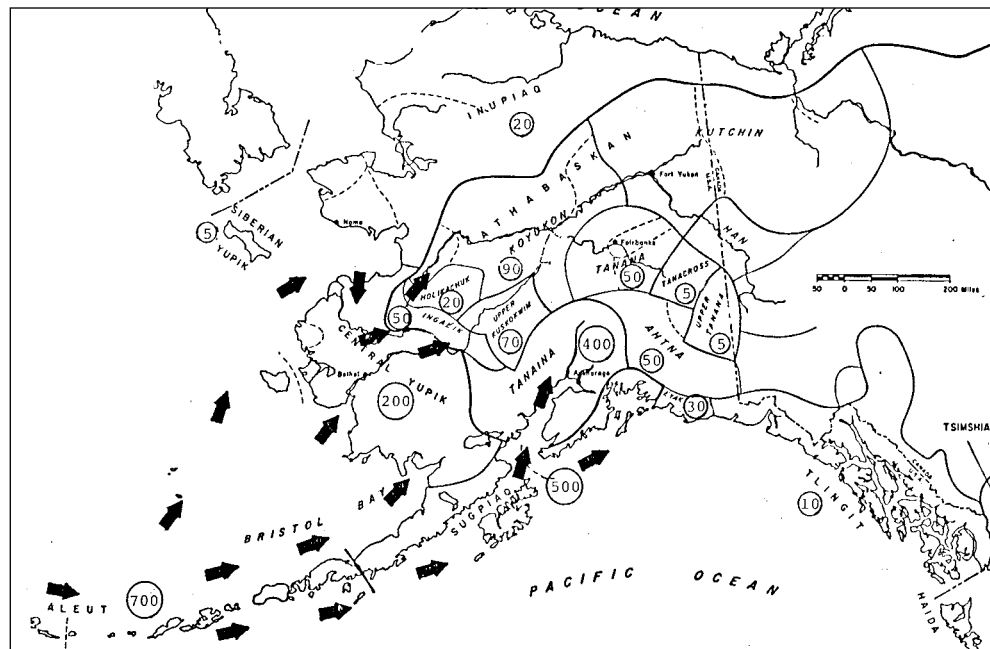 OCEAN
INUPIAQ
20
KUTCHIN
ATHABASKAN
Fort Yukon
Nome
SIBERIAN
YUPIK
5
KOYUKON
90
HAN
Fairbanks
TANANA
50
TANACROSS
5
HOLIKACHUK
20
50
INGALIK
UPPER
KUSKOKWIM
70
UPPER
TANANA
5
50 0 50 100 200 Miles
CENTRAL
YUPIK
Bethel
200
TANAINA
400
Anchorage
AHTNA
50
EYAK
30
TSIMSHIA
CANADA
TLINGIT
10
BRISTOL BAY
SUGPIAQ
500
PACIFIC OCEAN
ALEUT
700
HAIDA